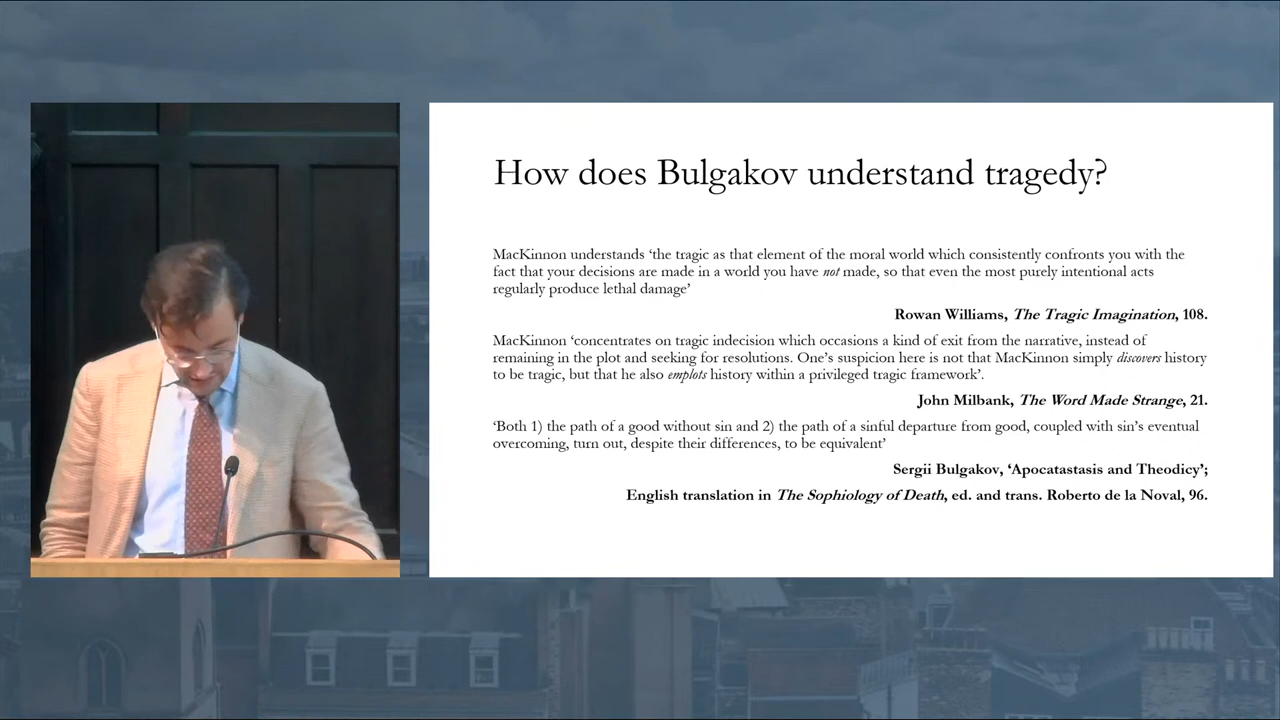 How does Bulgakov understand tragedy?
MacKinnon understands ‘the tragic as that element of the moral world which consistently confronts you with the
fact that your decisions are made in a world you have not made, so that even the most purely intentional acts
regularly produce lethal damage’
Rowan Williams, The Tragic Imagination, 108.
MacKinnon ‘concentrates on tragic indecision which occasions a kind of exit from the narrative, instead of
remaining in the plot and seeking for resolutions. One’s suspicion here is not that MacKinnon simply discovers history
to be tragic, but that he also emplots history within a privileged tragic framework’.
John Milbank, The Word Made Strange, 21.
‘Both 1) the path of a good without sin and 2) the path of a sinful departure from good, coupled with sin’s eventual
overcoming, turn out, despite their differences, to be equivalent’
Sergii Bulgakov, ‘Apocatastasis and Theodicy’;
English translation in The Sophiology of Death, ed. and trans. Roberto de la Noval, 96.